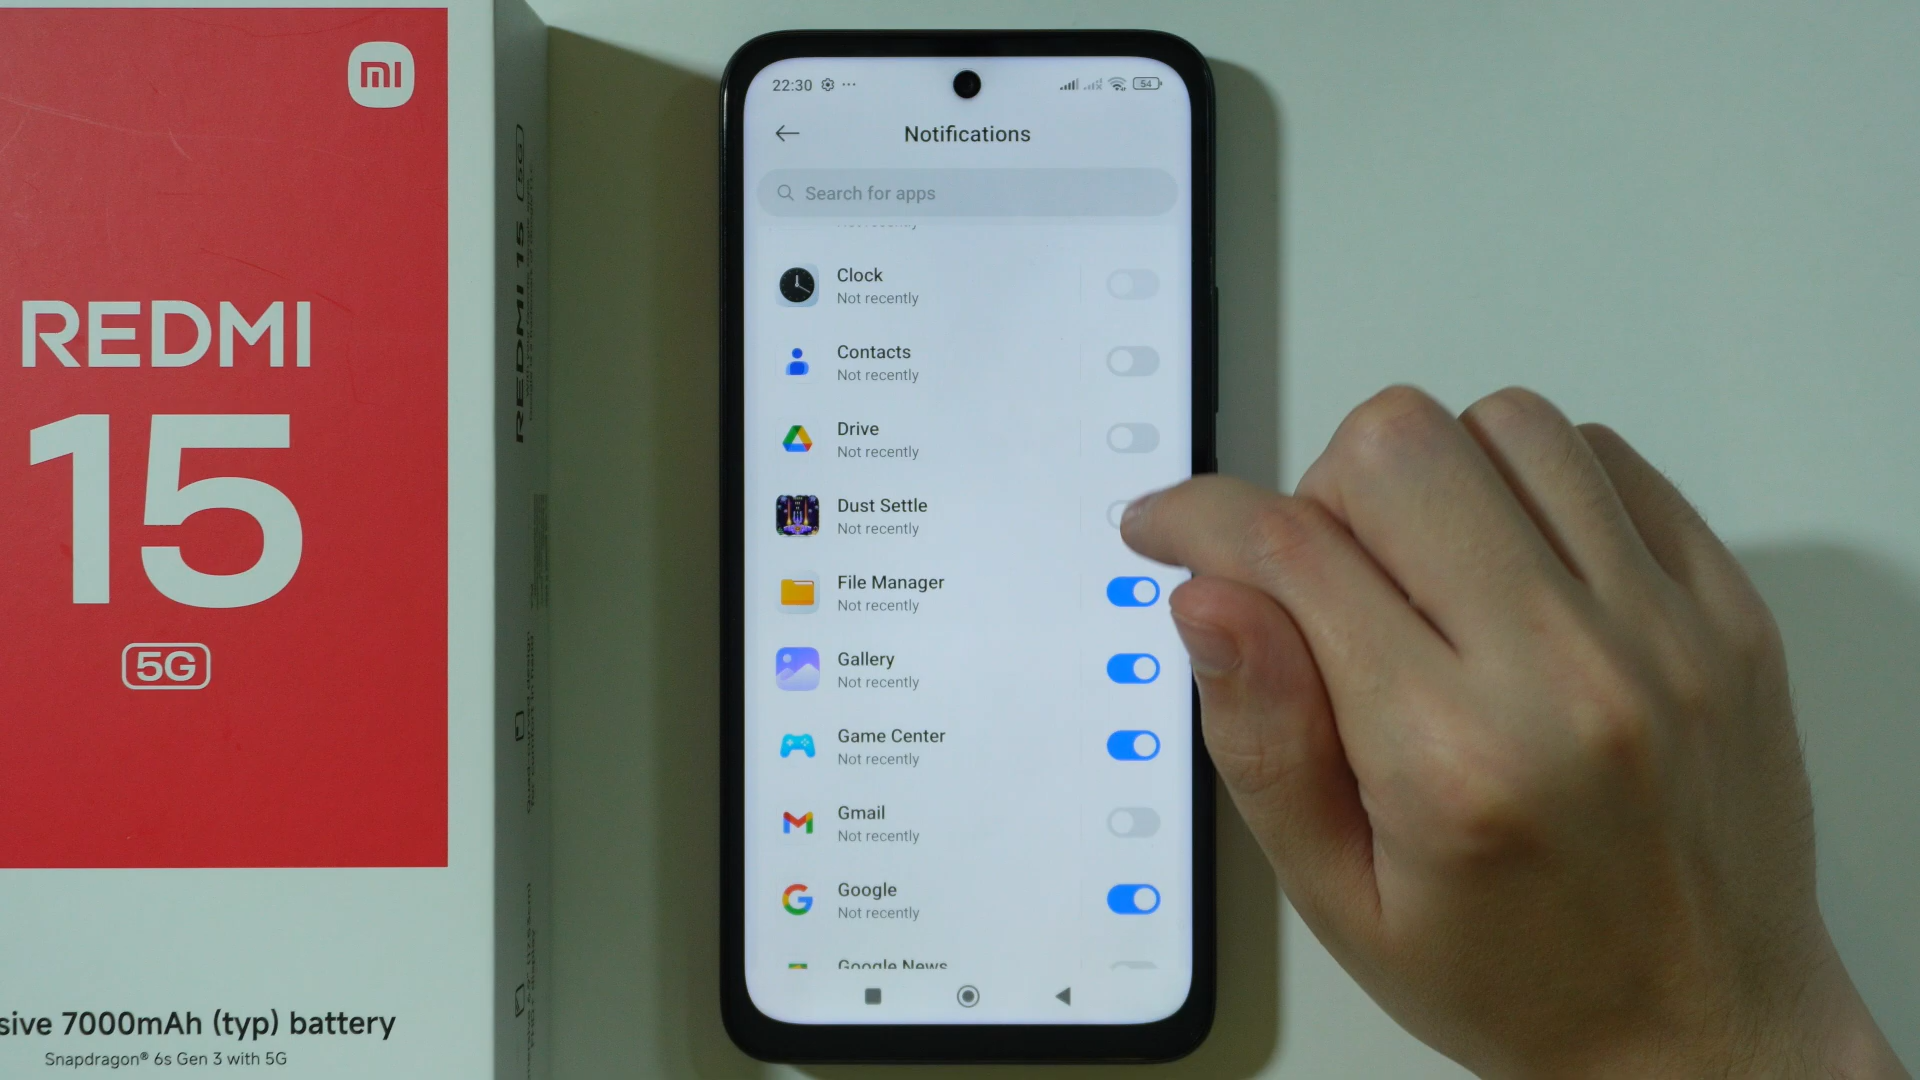 REDMI
15
5G
sive 7000mAh (typ) battery
Snapdragon® 6s Gen 3 with 5G
REDMI 15 5G
22:30
54
Notifications
Search for apps
Clock
Not recently
Contacts
Not recently
Drive
Not recently
Dust Settle
Not recently
File Manager
Not recently
Gallery
Not recently
Game Center
Not recently
Gmail
Not recently
Google
Not recently
Google News